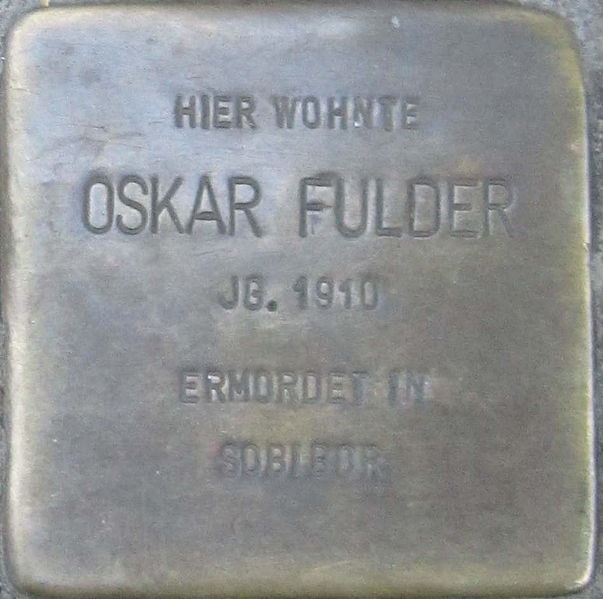 HIER WOHNTE
OSKAR FULDER
JG. 1910
ERMORDET IN
SOBIBOR